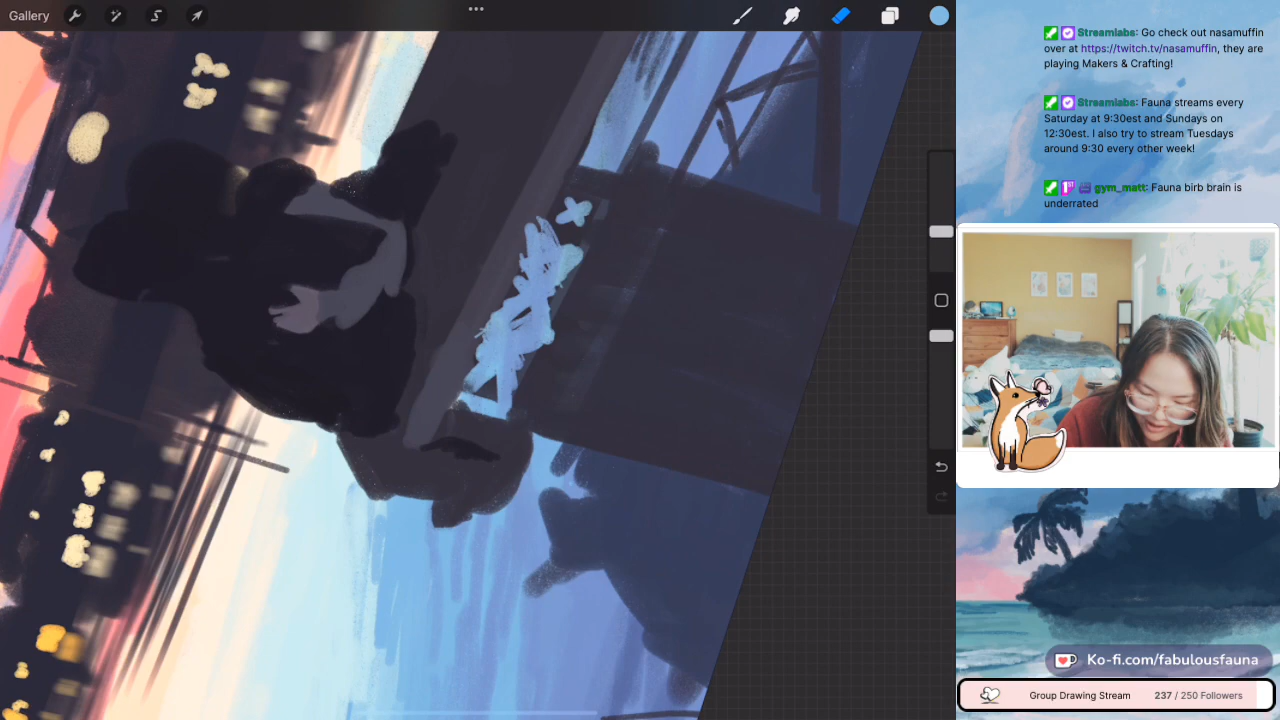 Gallery
Streamlabs: Go check out nasamuffin
over at https://twitch.tv/nasamuffin, they are
playing Makers & Crafting!
Streamlabs: Fauna streams every
Saturday at 9:30est and Sundays on
12:30est. I also try to stream Tuesdays
around 9:30 every other week!
1ST gym_matt: Fauna birb brain is
underrated
Ko-fi.com/fabulousfauna
Group Drawing Stream 237 / 250 Followers